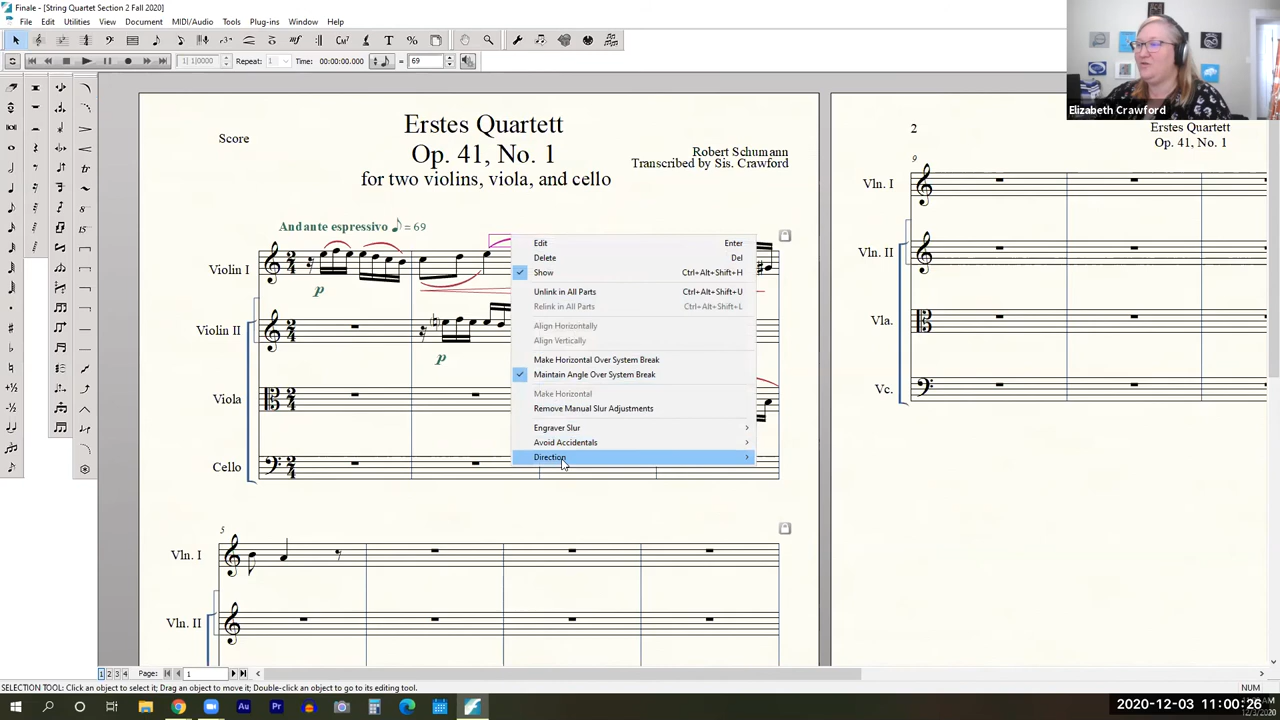 Finale - [String Quartet Section 2 Fall 2020]
File Edit Utilities View Document MIDI/Audio Tools Plug-ins Window Help
Repeat: 1 Time: 00:00:00.000 = 69
Elizabeth Crawford
Score
Erstes Quartett
Op. 41, No. 1
for two violins, viola, and cello
Robert Schumann
Transcribed by Sis. Crawford
2
Erstes Quartett
Op. 41, No. 1
Andante espressivo ♪= 69
Violin I
p
Violin II
p
Viola
Cello
Edit Enter
Delete Del
Show Ctrl+Alt+Shift+H
Unlink in All Parts Ctrl+Alt+Shift+U
Relink in All Parts Ctrl+Alt+Shift+L
Align Horizontally
Align Vertically
Make Horizontal Over System Break
Maintain Angle Over System Break
Make Horizontal
Remove Manual Slur Adjustments
Engraver Slur
Avoid Accidentals
Direction
9
Vln. I
Vln. II
Vla.
Vc.
5
Vln. I
Vln. II
1 2 3 4 Page: 1
SELECTION TOOL: Click an object to select it; Drag an object to move it; Double-click an object to go to its editing tool.
NUM
2020-12-03 11:00:26
12/3/2020